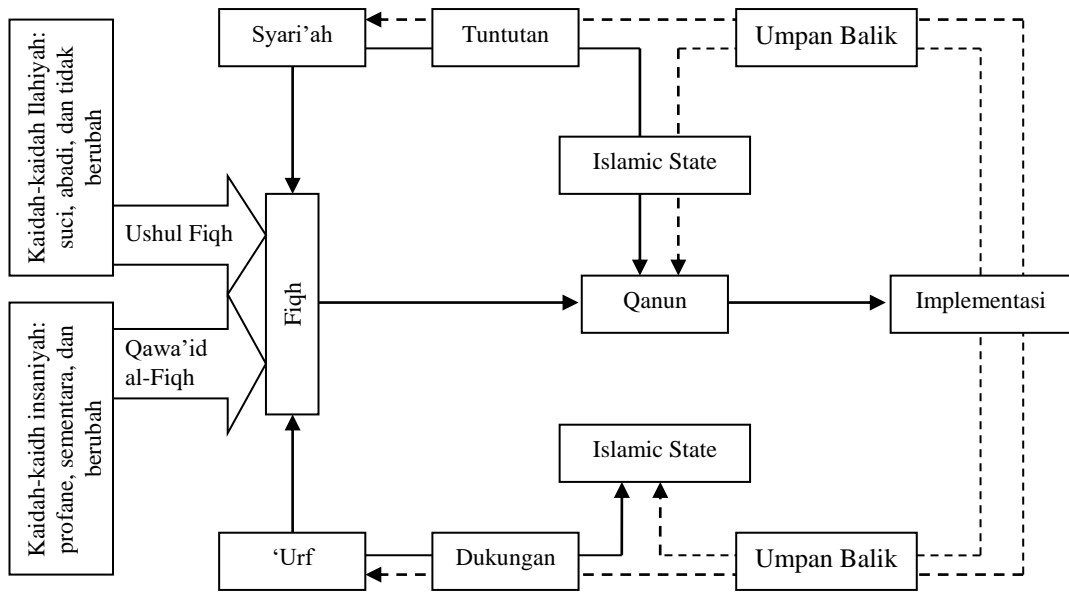 Kaidah-kaidah Ilahiyah:
suci, abadi, dan tidak
berubah
Kaidah-kaidh insaniyah:
profane, sementara, dan
berubah
Ushul Fiqh
Qawa’id
al-Fiqh
Syari’ah
Tuntutan
Umpan Balik
Islamic State
Fiqh
Qanun
Implementasi
Islamic State
‘Urf
Dukungan
Umpan Balik